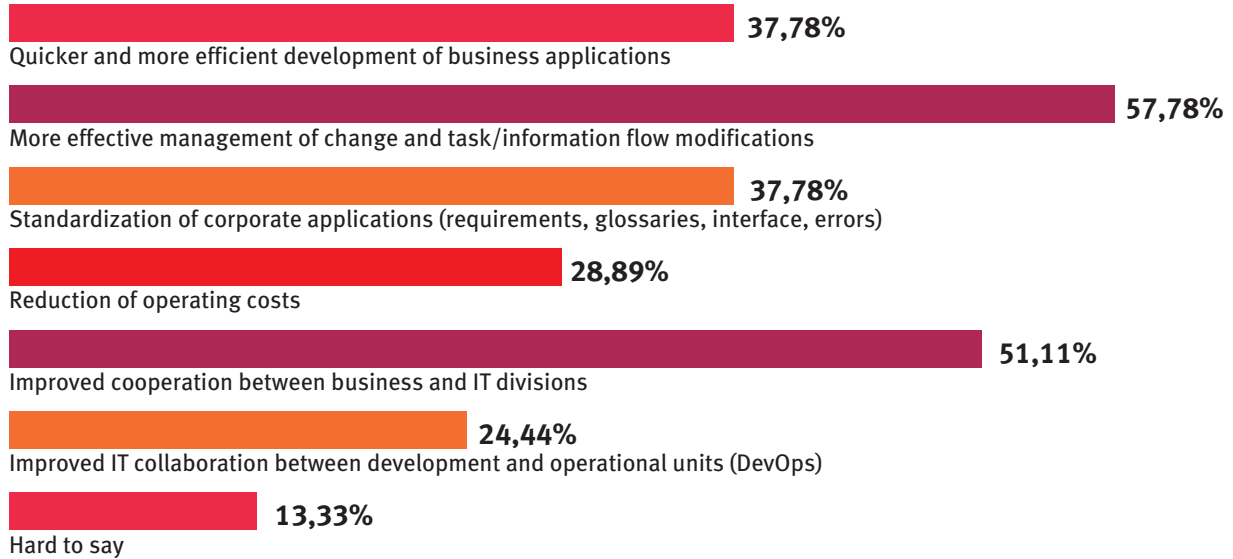 37,78%
Quicker and more efficient development of business applications
57,78%
More effective management of change and task/information flow modifications
37,78%
Standardization of corporate applications (requirements, glossaries, interface, errors)
28,89%
Reduction of operating costs
51,11%
Improved cooperation between business and IT divisions
24,44%
Improved IT collaboration between development and operational units (DevOps)
13,33%
Hard to say